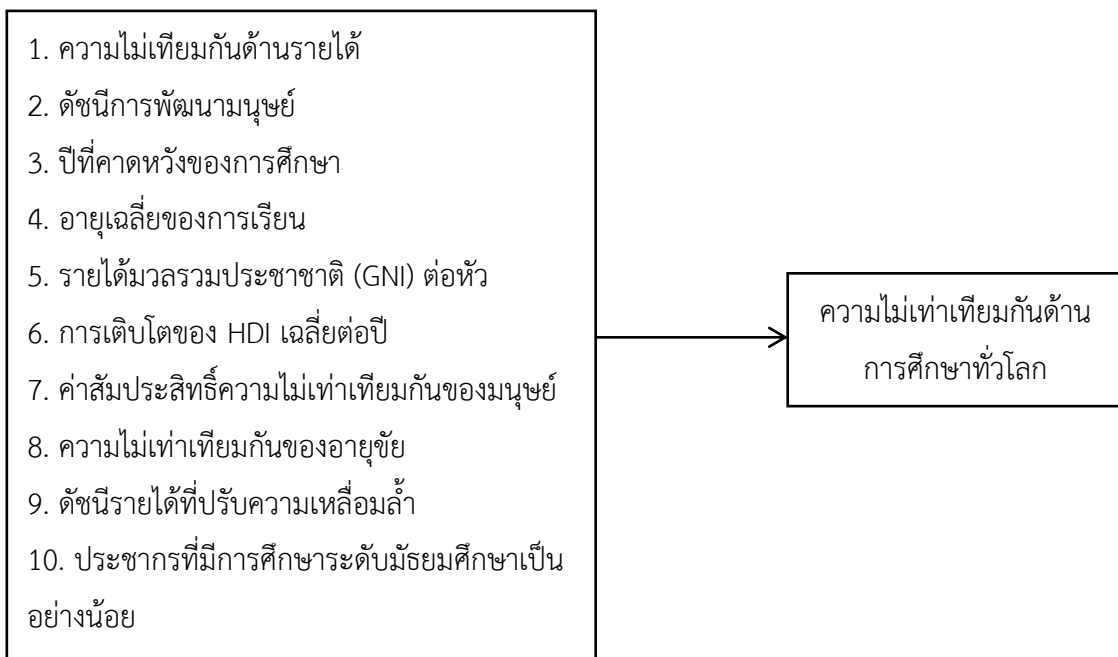 1. ความไม่เทียมกันด้านรายได้
2. ดัชนีการพัฒนามนุษย์
3. ปีที่คาดหวังของการศึกษา
4. อายุเฉลี่ยของการเรียน
5. รายได้มวลรวมประชาชาติ (GNI) ต่อหัว
6. การเติบโตของ HDI เฉลี่ยต่อปี
7. ค่าสัมประสิทธิ์ความไม่เท่าเทียมกันของมนุษย์
8. ความไม่เท่าเทียมกันของอายุขัย
9. ดัชนีรายได้ที่ปรับความเหลื่อมล้ำ
10. ประชากรที่มีการศึกษาระดับมัธยมศึกษาเป็น
อย่างน้อย
ความไม่เท่าเทียมกันด้าน
การศึกษาทั่วโลก